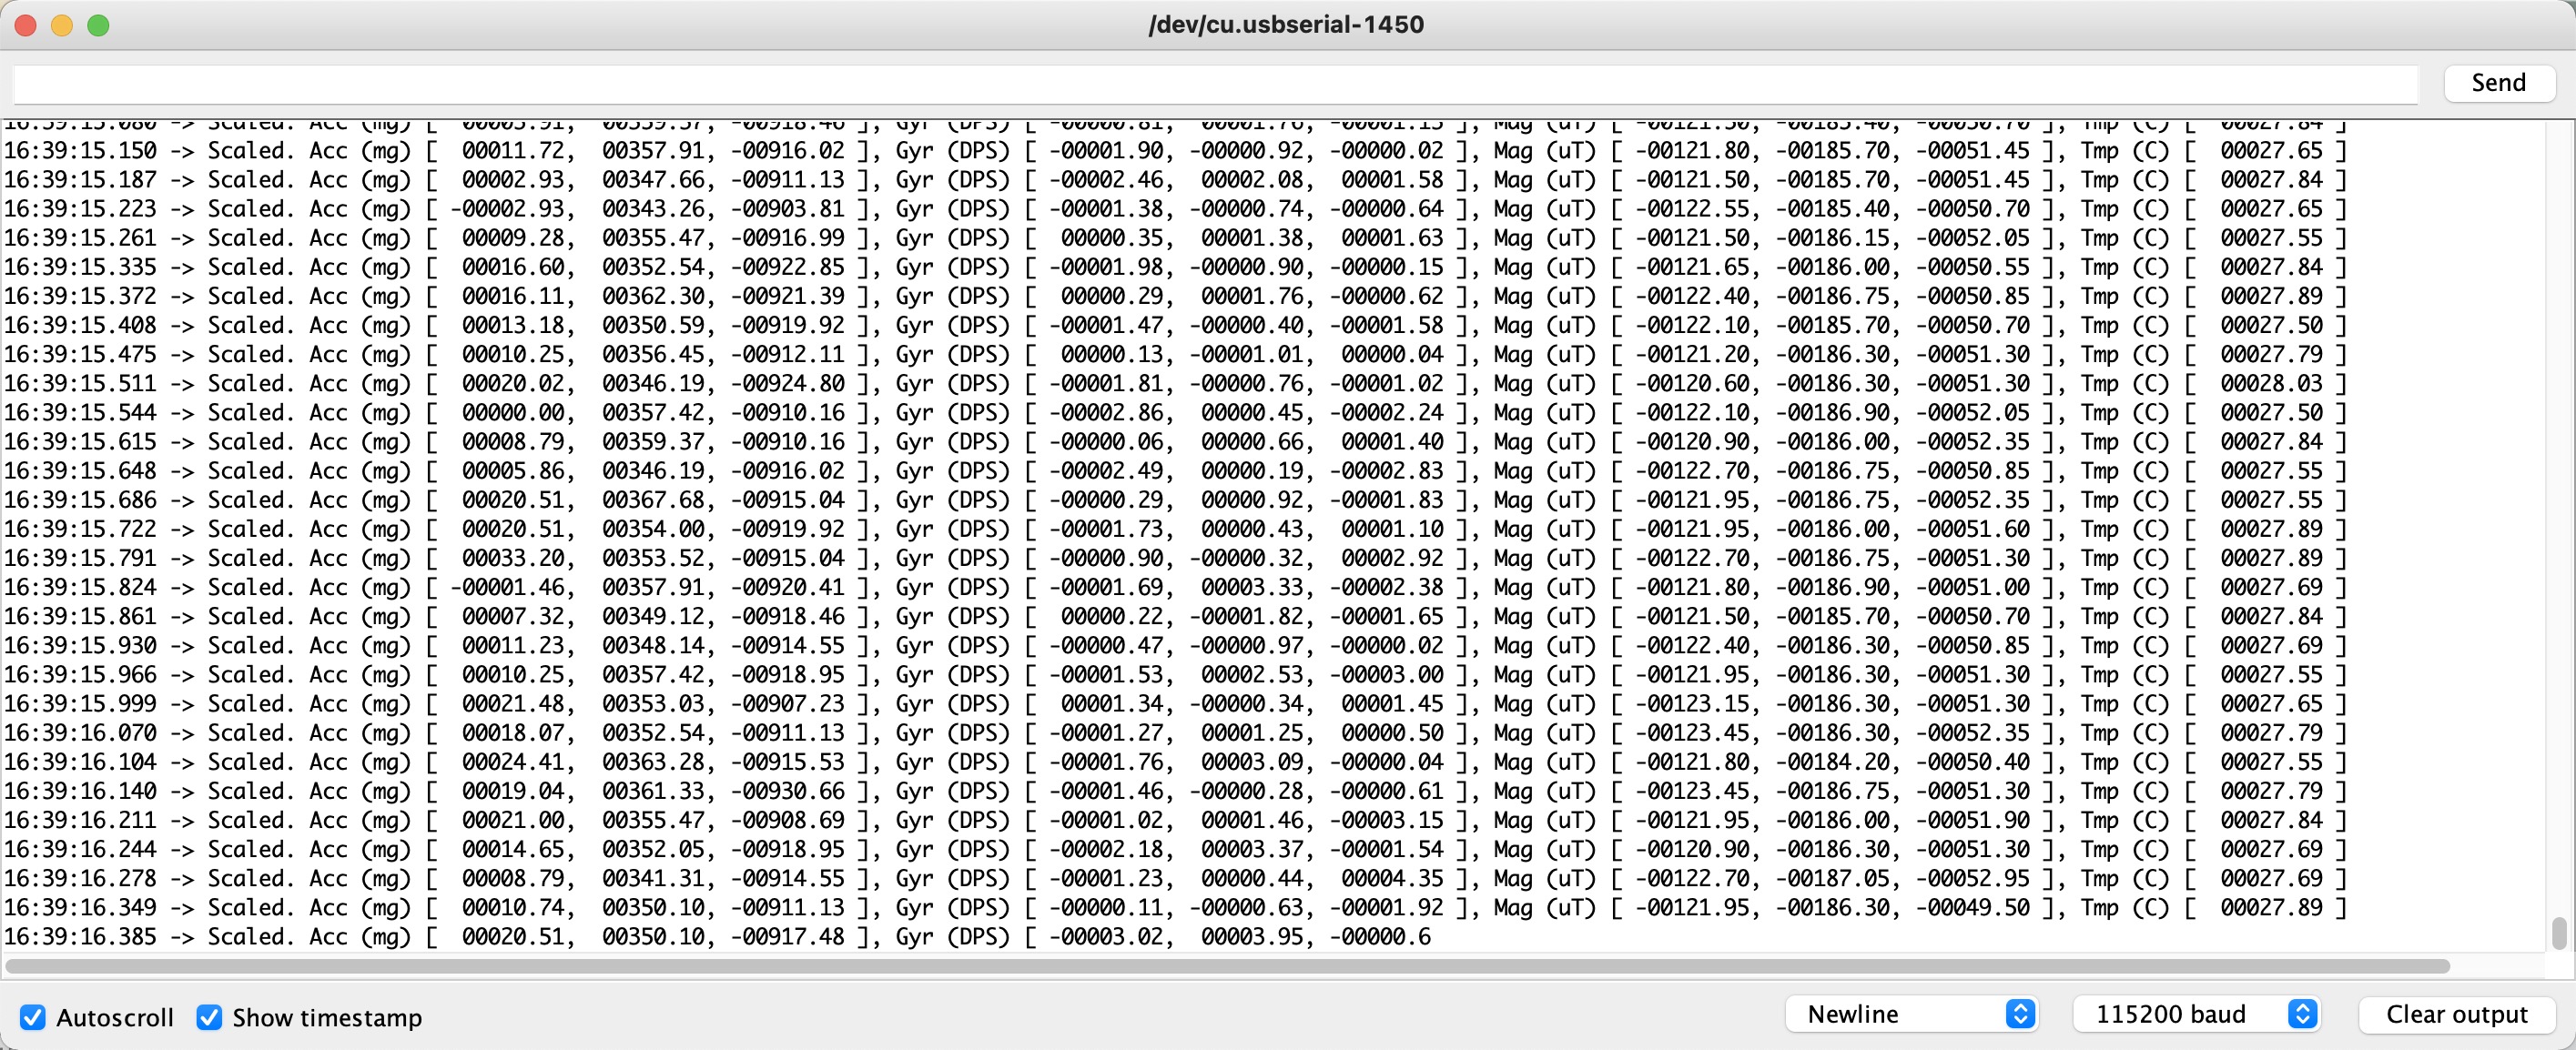 /dev/cu.usbserial-1450
Send
16:39:15.080 -> Scaled. Acc (mg) [  00003.91,  00359.37, -00918.46 ], Gyr (DPS) [ -00000.81,  00001.76, -00001.13 ], Mag (uT) [ -00121.50, -00185.40, -00050.70 ], Tmp (C) [  00027.84 ]
16:39:15.150 -> Scaled. Acc (mg) [  00011.72,  00357.91, -00916.02 ], Gyr (DPS) [ -00001.90, -00000.92, -00000.02 ], Mag (uT) [ -00121.80, -00185.70, -00051.45 ], Tmp (C) [  00027.65 ]
16:39:15.187 -> Scaled. Acc (mg) [  00002.93,  00347.66, -00911.13 ], Gyr (DPS) [ -00002.46,  00002.08,  00001.58 ], Mag (uT) [ -00121.50, -00185.70, -00051.45 ], Tmp (C) [  00027.84 ]
16:39:15.223 -> Scaled. Acc (mg) [ -00002.93,  00343.26, -00903.81 ], Gyr (DPS) [ -00001.38, -00000.74, -00000.64 ], Mag (uT) [ -00122.55, -00185.40, -00050.70 ], Tmp (C) [  00027.65 ]
16:39:15.261 -> Scaled. Acc (mg) [  00009.28,  00355.47, -00916.99 ], Gyr (DPS) [  00000.35,  00001.38,  00001.63 ], Mag (uT) [ -00121.50, -00186.15, -00052.05 ], Tmp (C) [  00027.55 ]
16:39:15.335 -> Scaled. Acc (mg) [  00016.60,  00352.54, -00922.85 ], Gyr (DPS) [ -00001.98, -00000.90, -00000.15 ], Mag (uT) [ -00121.65, -00186.00, -00050.55 ], Tmp (C) [  00027.84 ]
16:39:15.372 -> Scaled. Acc (mg) [  00016.11,  00362.30, -00921.39 ], Gyr (DPS) [  00000.29,  00001.76, -00000.62 ], Mag (uT) [ -00122.40, -00186.75, -00050.85 ], Tmp (C) [  00027.89 ]
16:39:15.408 -> Scaled. Acc (mg) [  00013.18,  00350.59, -00919.92 ], Gyr (DPS) [ -00001.47, -00000.40, -00001.58 ], Mag (uT) [ -00122.10, -00185.70, -00050.70 ], Tmp (C) [  00027.50 ]
16:39:15.475 -> Scaled. Acc (mg) [  00010.25,  00356.45, -00912.11 ], Gyr (DPS) [  00000.13, -00001.01,  00000.04 ], Mag (uT) [ -00121.20, -00186.30, -00051.30 ], Tmp (C) [  00027.79 ]
16:39:15.511 -> Scaled. Acc (mg) [  00020.02,  00346.19, -00924.80 ], Gyr (DPS) [ -00001.81, -00000.76, -00001.02 ], Mag (uT) [ -00120.60, -00186.30, -00051.30 ], Tmp (C) [  00028.03 ]
16:39:15.544 -> Scaled. Acc (mg) [  00000.00,  00357.42, -00910.16 ], Gyr (DPS) [ -00002.86,  00000.45, -00002.24 ], Mag (uT) [ -00122.10, -00186.90, -00052.05 ], Tmp (C) [  00027.50 ]
16:39:15.615 -> Scaled. Acc (mg) [  00008.79,  00359.37, -00910.16 ], Gyr (DPS) [ -00000.06,  00000.66,  00001.40 ], Mag (uT) [ -00120.90, -00186.00, -00052.35 ], Tmp (C) [  00027.84 ]
16:39:15.648 -> Scaled. Acc (mg) [  00005.86,  00346.19, -00916.02 ], Gyr (DPS) [ -00002.49,  00000.19, -00002.83 ], Mag (uT) [ -00122.70, -00186.75, -00050.85 ], Tmp (C) [  00027.55 ]
16:39:15.686 -> Scaled. Acc (mg) [  00020.51,  00367.68, -00915.04 ], Gyr (DPS) [ -00000.29,  00000.92, -00001.83 ], Mag (uT) [ -00121.95, -00186.75, -00052.35 ], Tmp (C) [  00027.55 ]
16:39:15.722 -> Scaled. Acc (mg) [  00020.51,  00354.00, -00919.92 ], Gyr (DPS) [ -00001.73,  00000.43,  00001.10 ], Mag (uT) [ -00121.95, -00186.00, -00051.60 ], Tmp (C) [  00027.89 ]
16:39:15.791 -> Scaled. Acc (mg) [  00033.20,  00353.52, -00915.04 ], Gyr (DPS) [ -00000.90, -00000.32,  00002.92 ], Mag (uT) [ -00122.70, -00186.75, -00051.30 ], Tmp (C) [  00027.89 ]
16:39:15.824 -> Scaled. Acc (mg) [ -00001.46,  00357.91, -00920.41 ], Gyr (DPS) [ -00001.69,  00003.33, -00002.38 ], Mag (uT) [ -00121.80, -00186.90, -00051.00 ], Tmp (C) [  00027.69 ]
16:39:15.861 -> Scaled. Acc (mg) [  00007.32,  00349.12, -00918.46 ], Gyr (DPS) [  00000.22, -00001.82, -00001.65 ], Mag (uT) [ -00121.50, -00185.70, -00050.70 ], Tmp (C) [  00027.84 ]
16:39:15.930 -> Scaled. Acc (mg) [  00011.23,  00348.14, -00914.55 ], Gyr (DPS) [ -00000.47, -00000.97, -00000.02 ], Mag (uT) [ -00122.40, -00186.30, -00050.85 ], Tmp (C) [  00027.69 ]
16:39:15.966 -> Scaled. Acc (mg) [  00010.25,  00357.42, -00918.95 ], Gyr (DPS) [ -00001.53,  00002.53, -00003.00 ], Mag (uT) [ -00121.95, -00186.30, -00051.30 ], Tmp (C) [  00027.55 ]
16:39:15.999 -> Scaled. Acc (mg) [  00021.48,  00353.03, -00907.23 ], Gyr (DPS) [  00001.34, -00000.34,  00001.45 ], Mag (uT) [ -00123.15, -00186.30, -00051.30 ], Tmp (C) [  00027.65 ]
16:39:16.070 -> Scaled. Acc (mg) [  00018.07,  00352.54, -00911.13 ], Gyr (DPS) [ -00001.27,  00001.25,  00000.50 ], Mag (uT) [ -00123.45, -00186.30, -00052.35 ], Tmp (C) [  00027.79 ]
16:39:16.104 -> Scaled. Acc (mg) [  00024.41,  00363.28, -00915.53 ], Gyr (DPS) [ -00001.76,  00003.09, -00000.04 ], Mag (uT) [ -00121.80, -00184.20, -00050.40 ], Tmp (C) [  00027.55 ]
16:39:16.140 -> Scaled. Acc (mg) [  00019.04,  00361.33, -00930.66 ], Gyr (DPS) [ -00001.46, -00000.28, -00000.61 ], Mag (uT) [ -00123.45, -00186.75, -00051.30 ], Tmp (C) [  00027.79 ]
16:39:16.211 -> Scaled. Acc (mg) [  00021.00,  00355.47, -00908.69 ], Gyr (DPS) [ -00001.02,  00001.46, -00003.15 ], Mag (uT) [ -00121.95, -00186.00, -00051.90 ], Tmp (C) [  00027.84 ]
16:39:16.244 -> Scaled. Acc (mg) [  00014.65,  00352.05, -00918.95 ], Gyr (DPS) [ -00002.18,  00003.37, -00001.54 ], Mag (uT) [ -00120.90, -00186.30, -00051.30 ], Tmp (C) [  00027.69 ]
16:39:16.278 -> Scaled. Acc (mg) [  00008.79,  00341.31, -00914.55 ], Gyr (DPS) [ -00001.23,  00000.44,  00004.35 ], Mag (uT) [ -00122.70, -00187.05, -00052.95 ], Tmp (C) [  00027.69 ]
16:39:16.349 -> Scaled. Acc (mg) [  00010.74,  00350.10, -00911.13 ], Gyr (DPS) [ -00000.11, -00000.63, -00001.92 ], Mag (uT) [ -00121.95, -00186.30, -00049.50 ], Tmp (C) [  00027.89 ]
16:39:16.385 -> Scaled. Acc (mg) [  00020.51,  00350.10, -00917.48 ], Gyr (DPS) [ -00003.02,  00003.95, -00000.6
Autoscroll
Show timestamp
Newline
115200 baud
Clear output